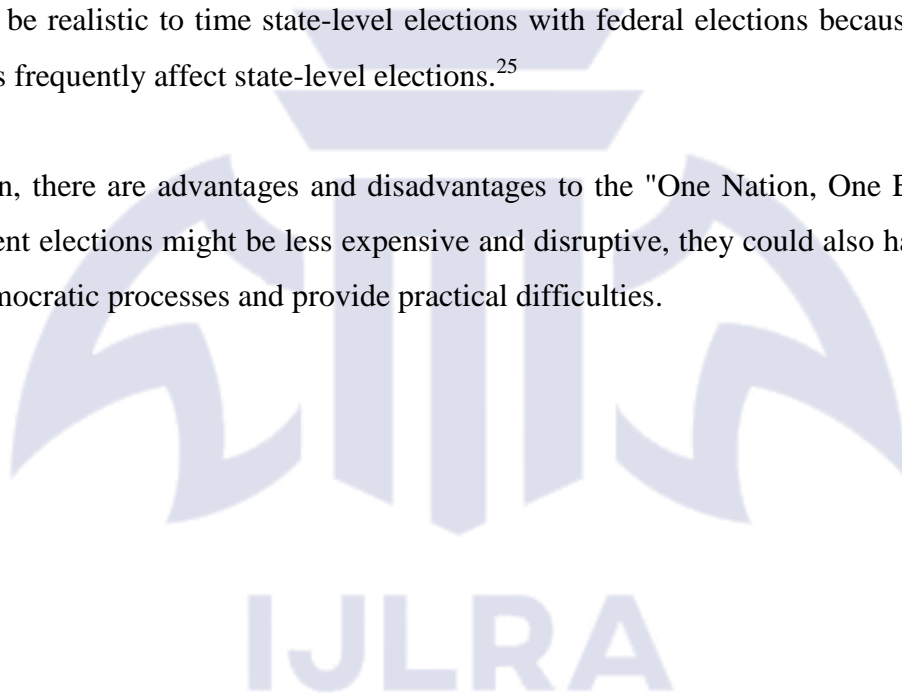 be realistic to time state-level elections with federal elections becaus
s frequently affect state-level elections.25
n, there are advantages and disadvantages to the "One Nation, One E
ent elections might be less expensive and disruptive, they could also ha
mocratic processes and provide practical difficulties.
IJLRA